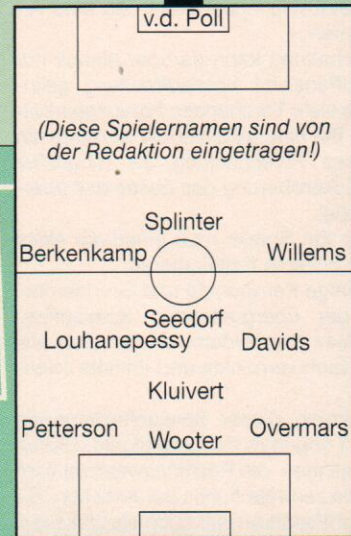 v.d. Poll
(Diese Spielernamen sind von
der Redaktion eingetragen!)
Splinter
Berkenkamp Willems
Seedorf
Louhanepessy Davids
Kluivert
Petterson Wooter Overmars